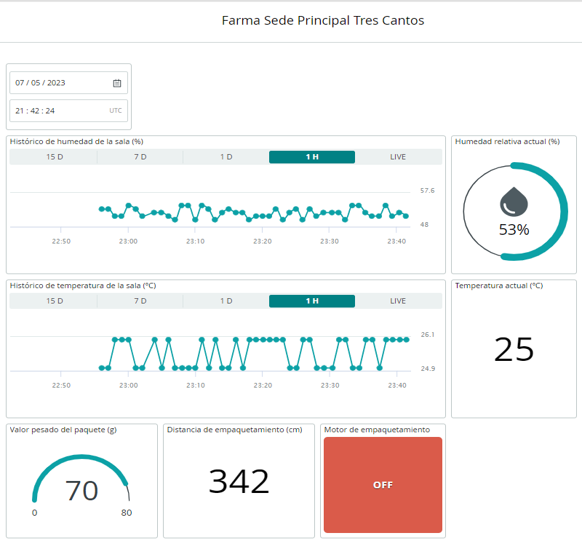 Farma Sede Principal Tres Cantos
07 / 05 / 2023
21 : 42 : 24 UTC
Histórico de humedad de la sala (%)
15 D 7 D 1 D 1 H LIVE
57.6
48
22:50 23:00 23:10 23:20 23:30 23:40
Humedad relativa actual (%)
53%
Histórico de temperatura de la sala (ºC)
15 D 7 D 1 D 1 H LIVE
26.1
24.9
22:50 23:00 23:10 23:20 23:30 23:40
Temperatura actual (ºC)
25
Valor pesado del paquete (g)
70
0 80
Distancia de empaquetamiento (cm)
342
Motor de empaquetamiento
OFF